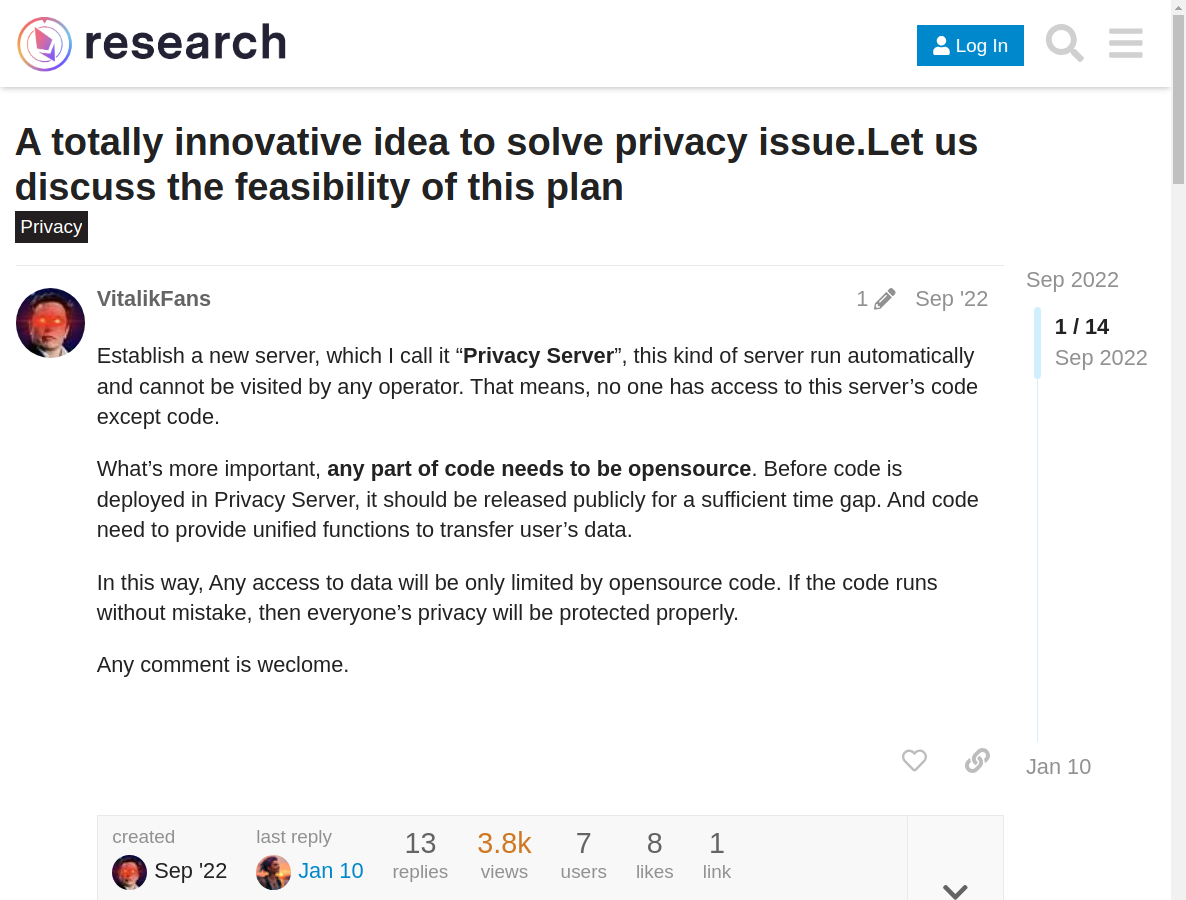 research
Log In
A totally innovative idea to solve privacy issue.Let us
discuss the feasibility of this plan
Privacy
VitalikFans
1
Sep '22
Establish a new server, which I call it “Privacy Server”, this kind of server run automatically
and cannot be visited by any operator. That means, no one has access to this server’s code
except code.
What’s more important, any part of code needs to be opensource. Before code is
deployed in Privacy Server, it should be released publicly for a sufficient time gap. And code
need to provide unified functions to transfer user’s data.
In this way, Any access to data will be only limited by opensource code. If the code runs
without mistake, then everyone’s privacy will be protected properly.
Any comment is weclome.
Sep 2022
1 / 14
Sep 2022
Jan 10
created
Sep '22
last reply
Jan 10
13
replies
3.8k
views
7
users
8
likes
1
link